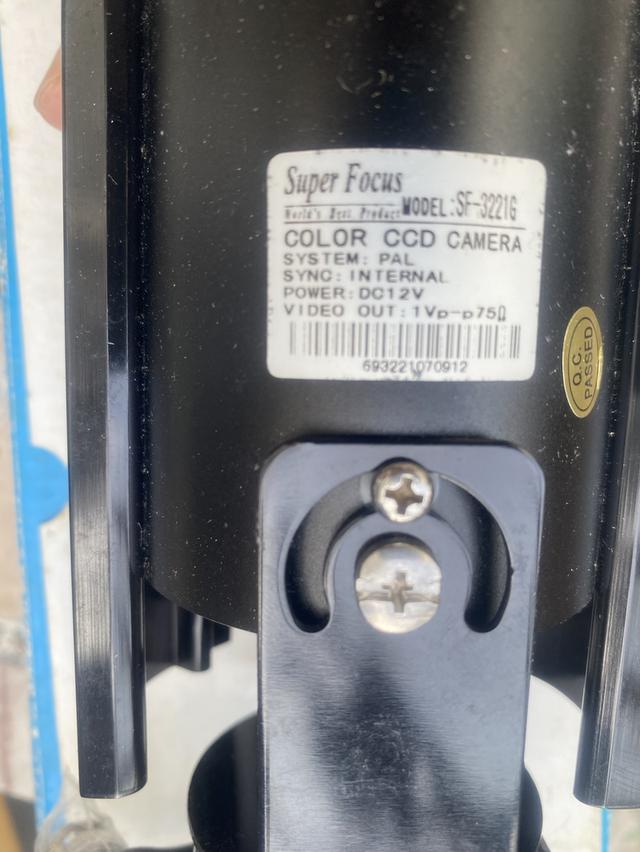 Super Focus
World's Best Product MODEL:SF-3221G
COLOR CCD CAMERA
SYSTEM: PAL
SYNC: INTERNAL
POWER: DC12V
VIDEO OUT: 1Vp-p75Ω
693221070912
Q.C.
PASSED